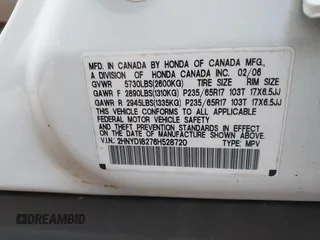 MFD. IN CANADA BY HONDA OF CANADA MFG.,
A DIVISION OF HONDA CANADA INC. 02/06
GVWR 5730LBS(2600KG) TIRE SIZE RIM SIZE
GAWR F 2890LBS(1310KG) P235/65R17 103T 17X6.5JJ
GAWR R 2945LBS(1335KG) P235/65R17 103T 17X6.5JJ
THIS VEHICLE CONFORMS TO ALL APPLICABLE
FEDERAL MOTOR VEHICLE SAFETY STANDARDS
IN EFFECT ON THE DATE OF MANUFACTURE
SHOWN ABOVE.
V.I.N.: 2HNYD18276H528720 TYPE: MPV
DREAMBID